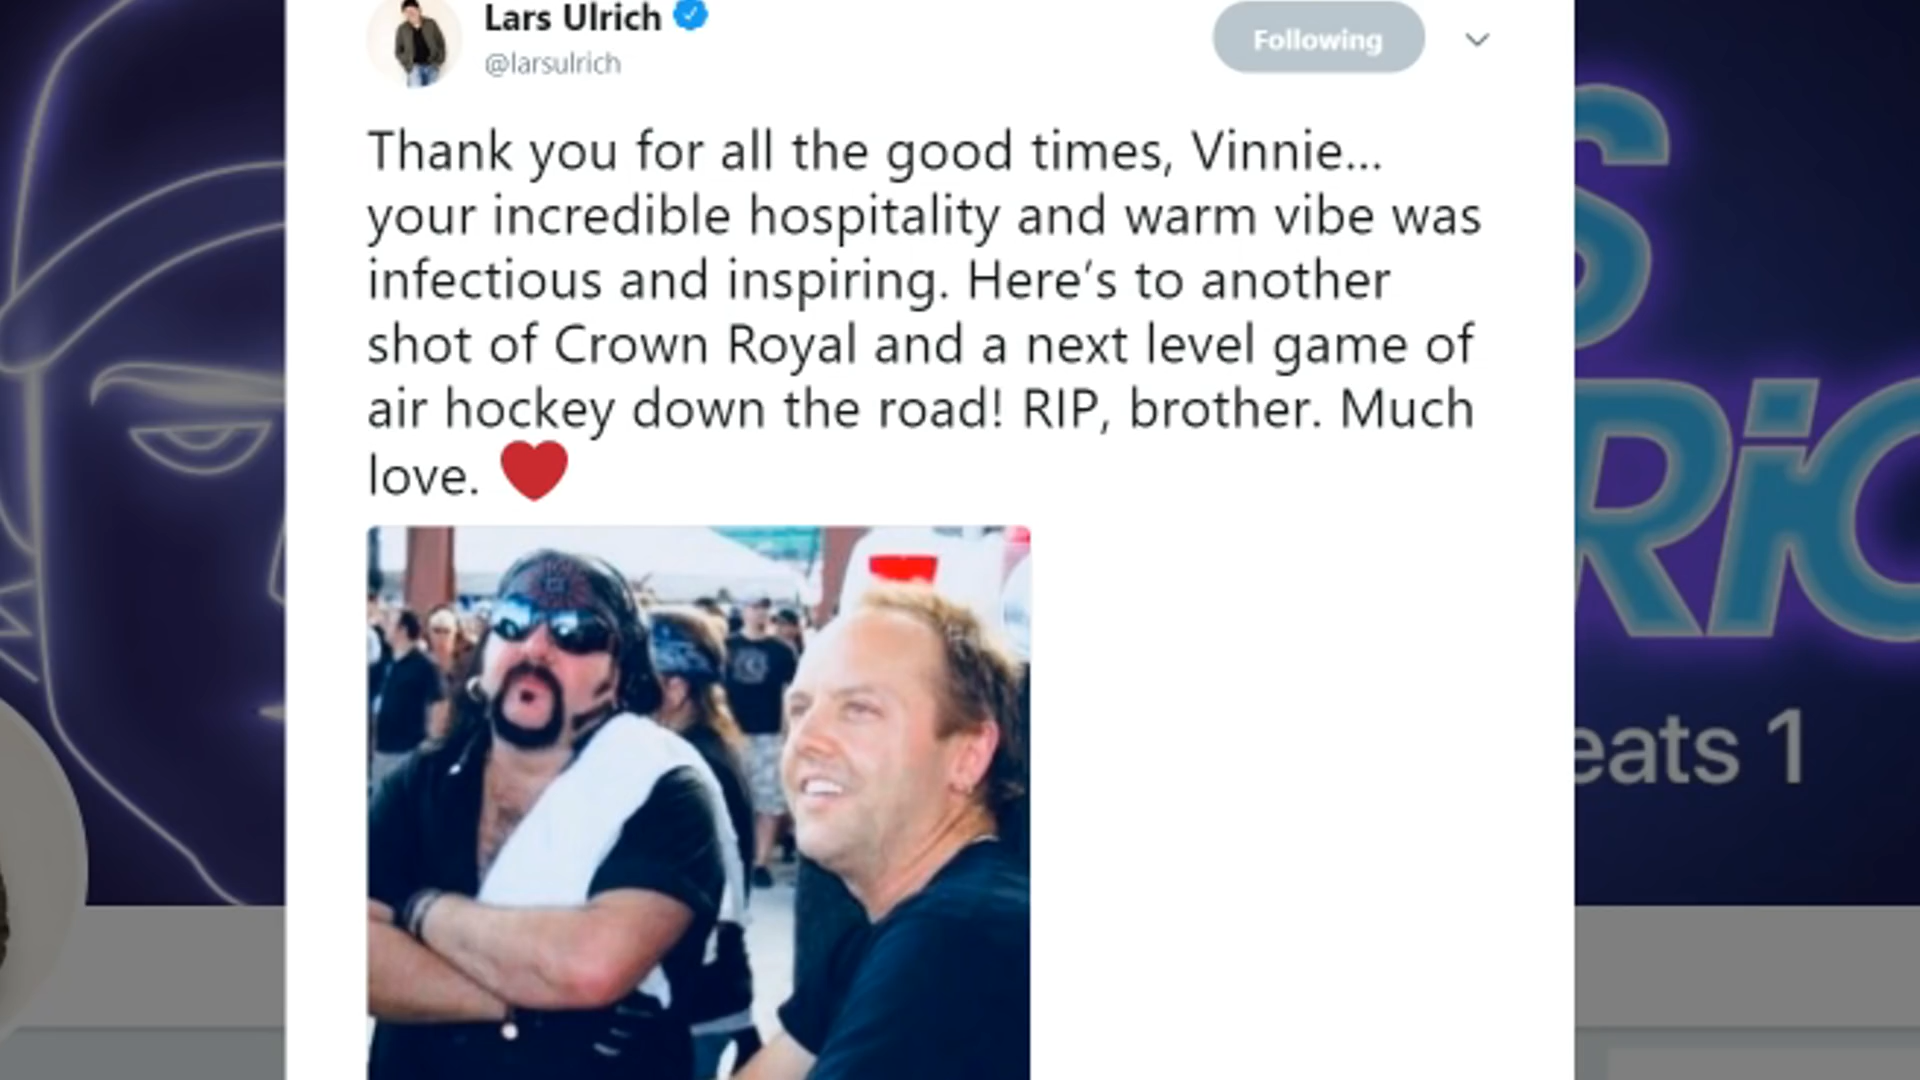 Lars Ulrich
@larsulrich
Following
Thank you for all the good times, Vinnie...
your incredible hospitality and warm vibe was
infectious and inspiring. Here's to another
shot of Crown Royal and a next level game of
air hockey down the road! RIP, brother. Much
love. ❤
S
RiC
eats 1